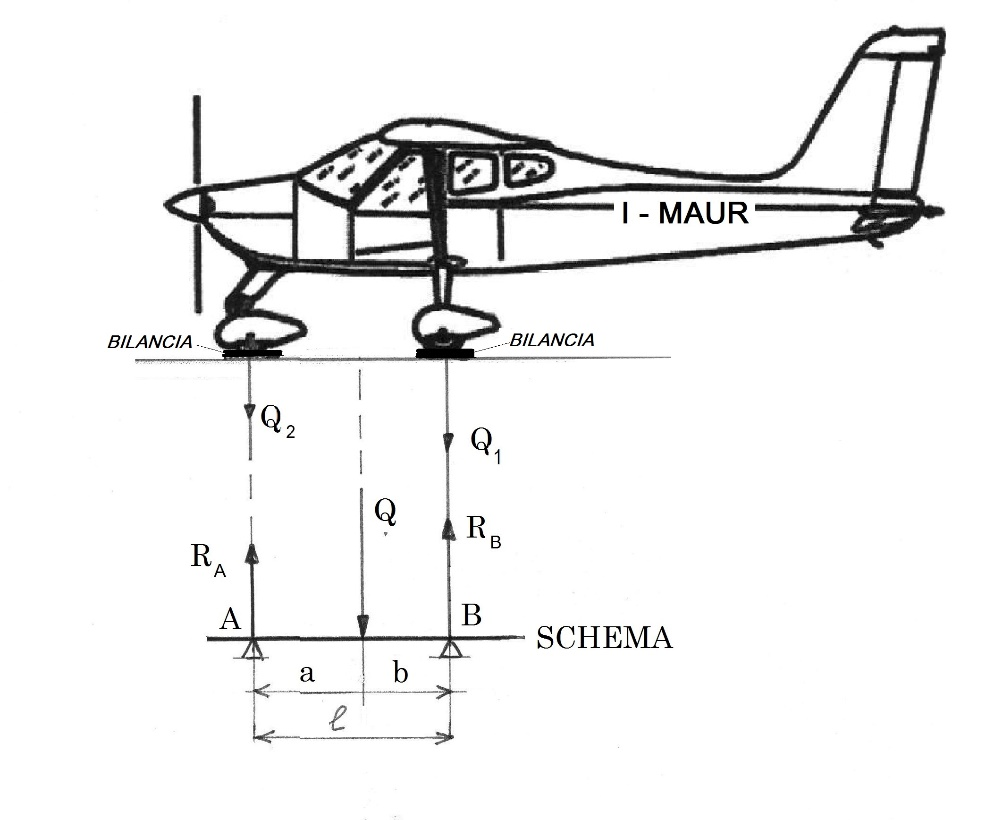 I - MAUR
BILANCIA
BILANCIA
Q2
Q1
Q
RA
RB
A
B
SCHEMA
a
b
ℓ